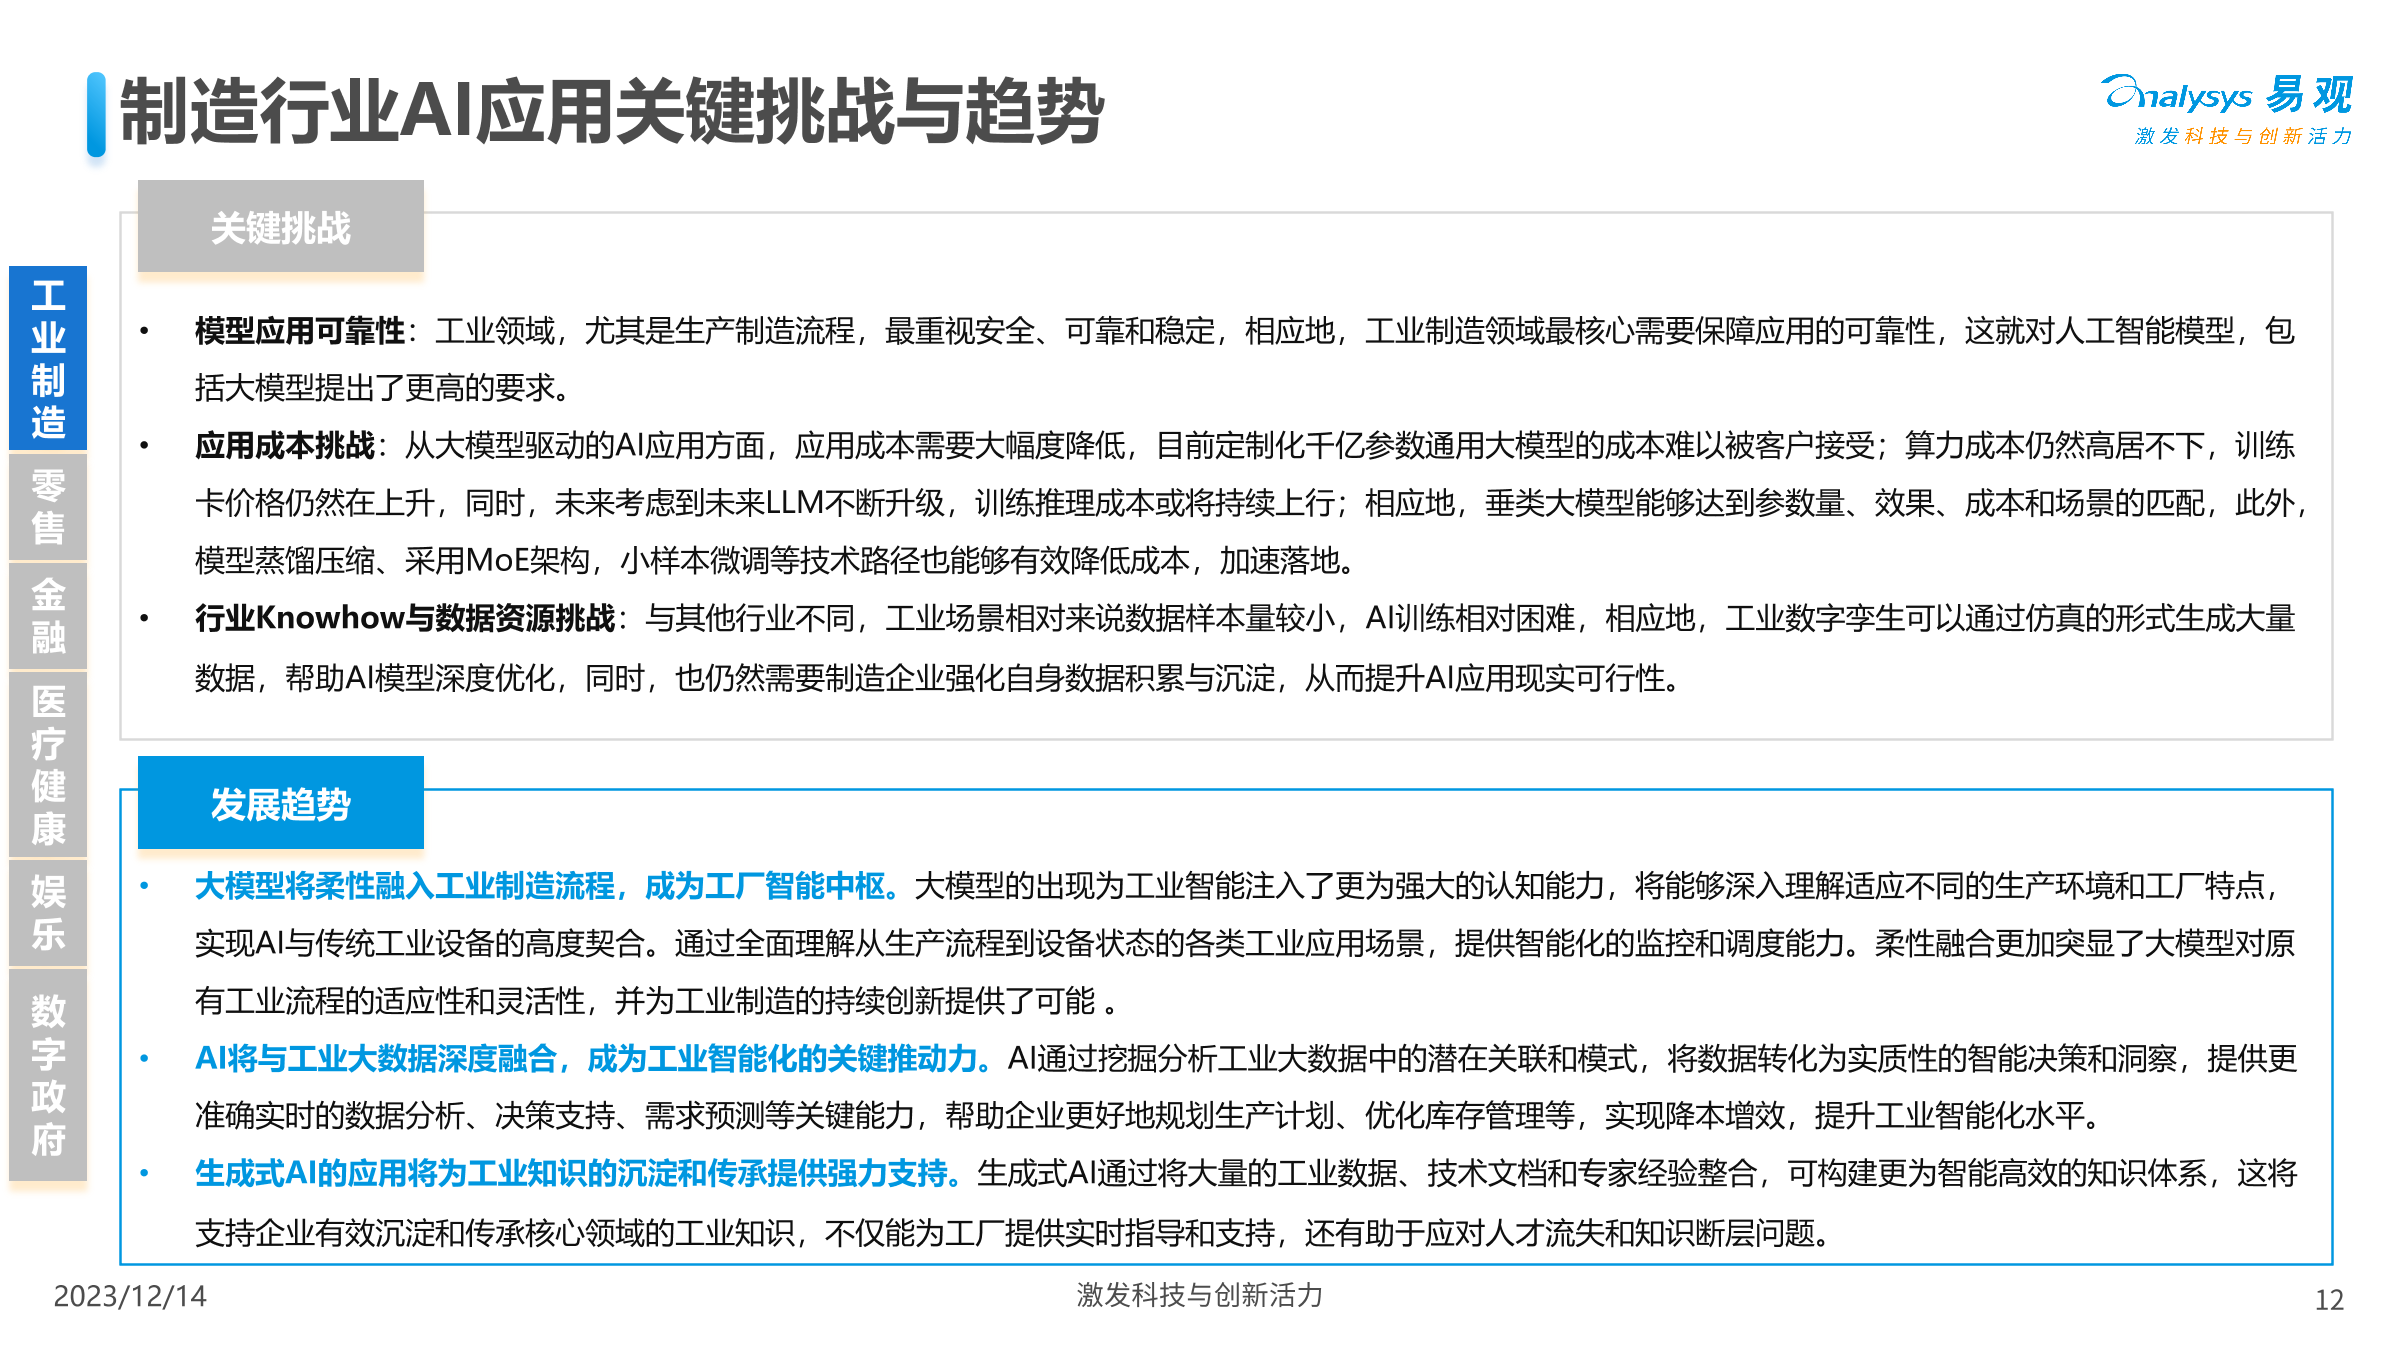 制造行业AI应用关键挑战与趋势
analysys 易观
激发科技与创新活力
关键挑战
工业制造
零售
金融
医疗健康
娱乐
数字政府
• 模型应用可靠性：工业领域，尤其是生产制造流程，最重视安全、可靠和稳定，相应地，工业制造领域最核心需要保障应用的可靠性，这就对人工智能模型，包
括大模型提出了更高的要求。
• 应用成本挑战：从大模型驱动的AI应用方面，应用成本需要大幅度降低，目前定制化千亿参数通用大模型的成本难以被客户接受；算力成本仍然高居不下，训练
卡价格仍然在上升，同时，未来考虑到未来LLM不断升级，训练推理成本或将持续上行；相应地，垂类大模型能够达到参数量、效果、成本和场景的匹配，此外，
模型蒸馏压缩、采用MoE架构，小样本微调等技术路径也能够有效降低成本，加速落地。
• 行业Knowhow与数据资源挑战：与其他行业不同，工业场景相对来说数据样本量较小，AI训练相对困难，相应地，工业数字孪生可以通过仿真的形式生成大量
数据，帮助AI模型深度优化，同时，也仍然需要制造企业强化自身数据积累与沉淀，从而提升AI应用现实可行性。
发展趋势
• 大模型将柔性融入工业制造流程，成为工厂智能中枢。大模型的出现为工业智能注入了更为强大的认知能力，将能够深入理解适应不同的生产环境和工厂特点，
实现AI与传统工业设备的高度契合。通过全面理解从生产流程到设备状态的各类工业应用场景，提供智能化的监控和调度能力。柔性融合更加突显了大模型对原
有工业流程的适应性和灵活性，并为工业制造的持续创新提供了可能 。
• AI将与工业大数据深度融合，成为工业智能化的关键推动力。AI通过挖掘分析工业大数据中的潜在关联和模式，将数据转化为实质性的智能决策和洞察，提供更
准确实时的数据分析、决策支持、需求预测等关键能力，帮助企业更好地规划生产计划、优化库存管理等，实现降本增效，提升工业智能化水平。
• 生成式AI的应用将为工业知识的沉淀和传承提供强力支持。生成式AI通过将大量的工业数据、技术文档和专家经验整合，可构建更为智能高效的知识体系，这将
支持企业有效沉淀和传承核心领域的工业知识，不仅能为工厂提供实时指导和支持，还有助于应对人才流失和知识断层问题。
2023/12/14
激发科技与创新活力
12